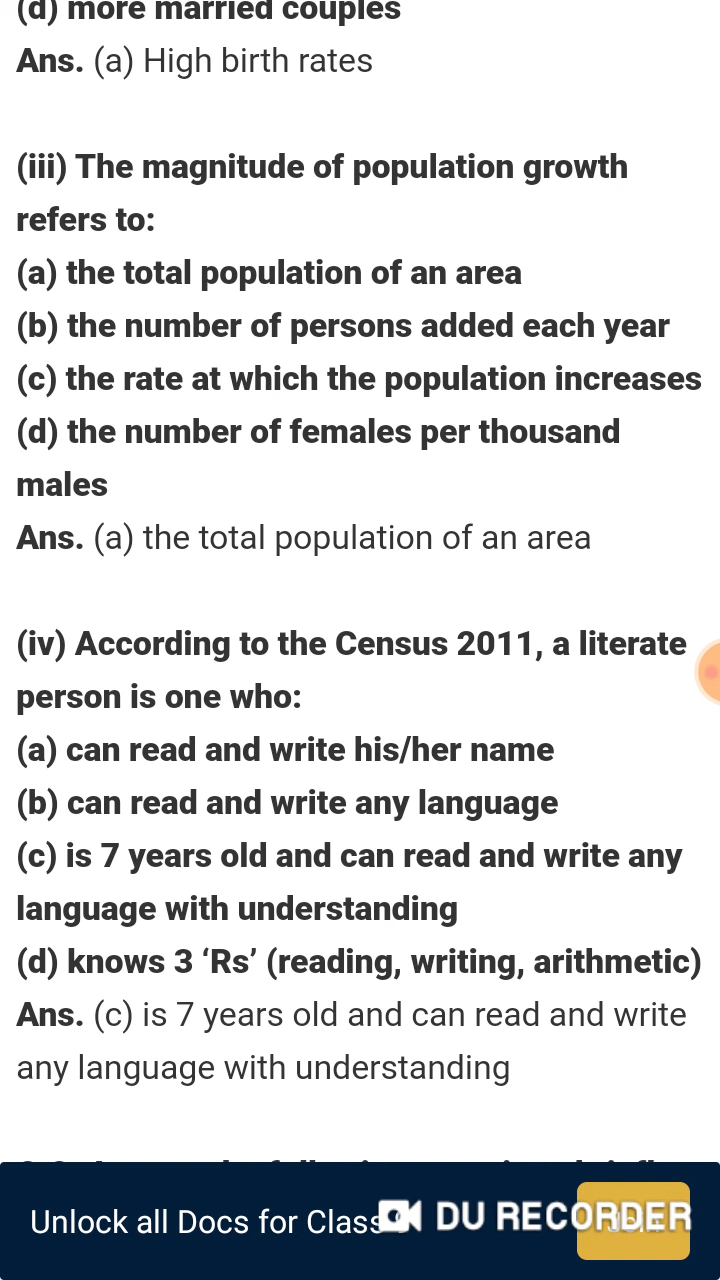 (d) more married couples
Ans. (a) High birth rates
(iii) The magnitude of population growth
refers to:
(a) the total population of an area
(b) the number of persons added each year
(c) the rate at which the population increases
(d) the number of females per thousand
males
Ans. (a) the total population of an area
(iv) According to the Census 2011, a literate
person is one who:
(a) can read and write his/her name
(b) can read and write any language
(c) is 7 years old and can read and write any
language with understanding
(d) knows 3 ‘Rs’ (reading, writing, arithmetic)
Ans. (c) is 7 years old and can read and write
any language with understanding
Unlock all Docs for Class
DU RECORDER